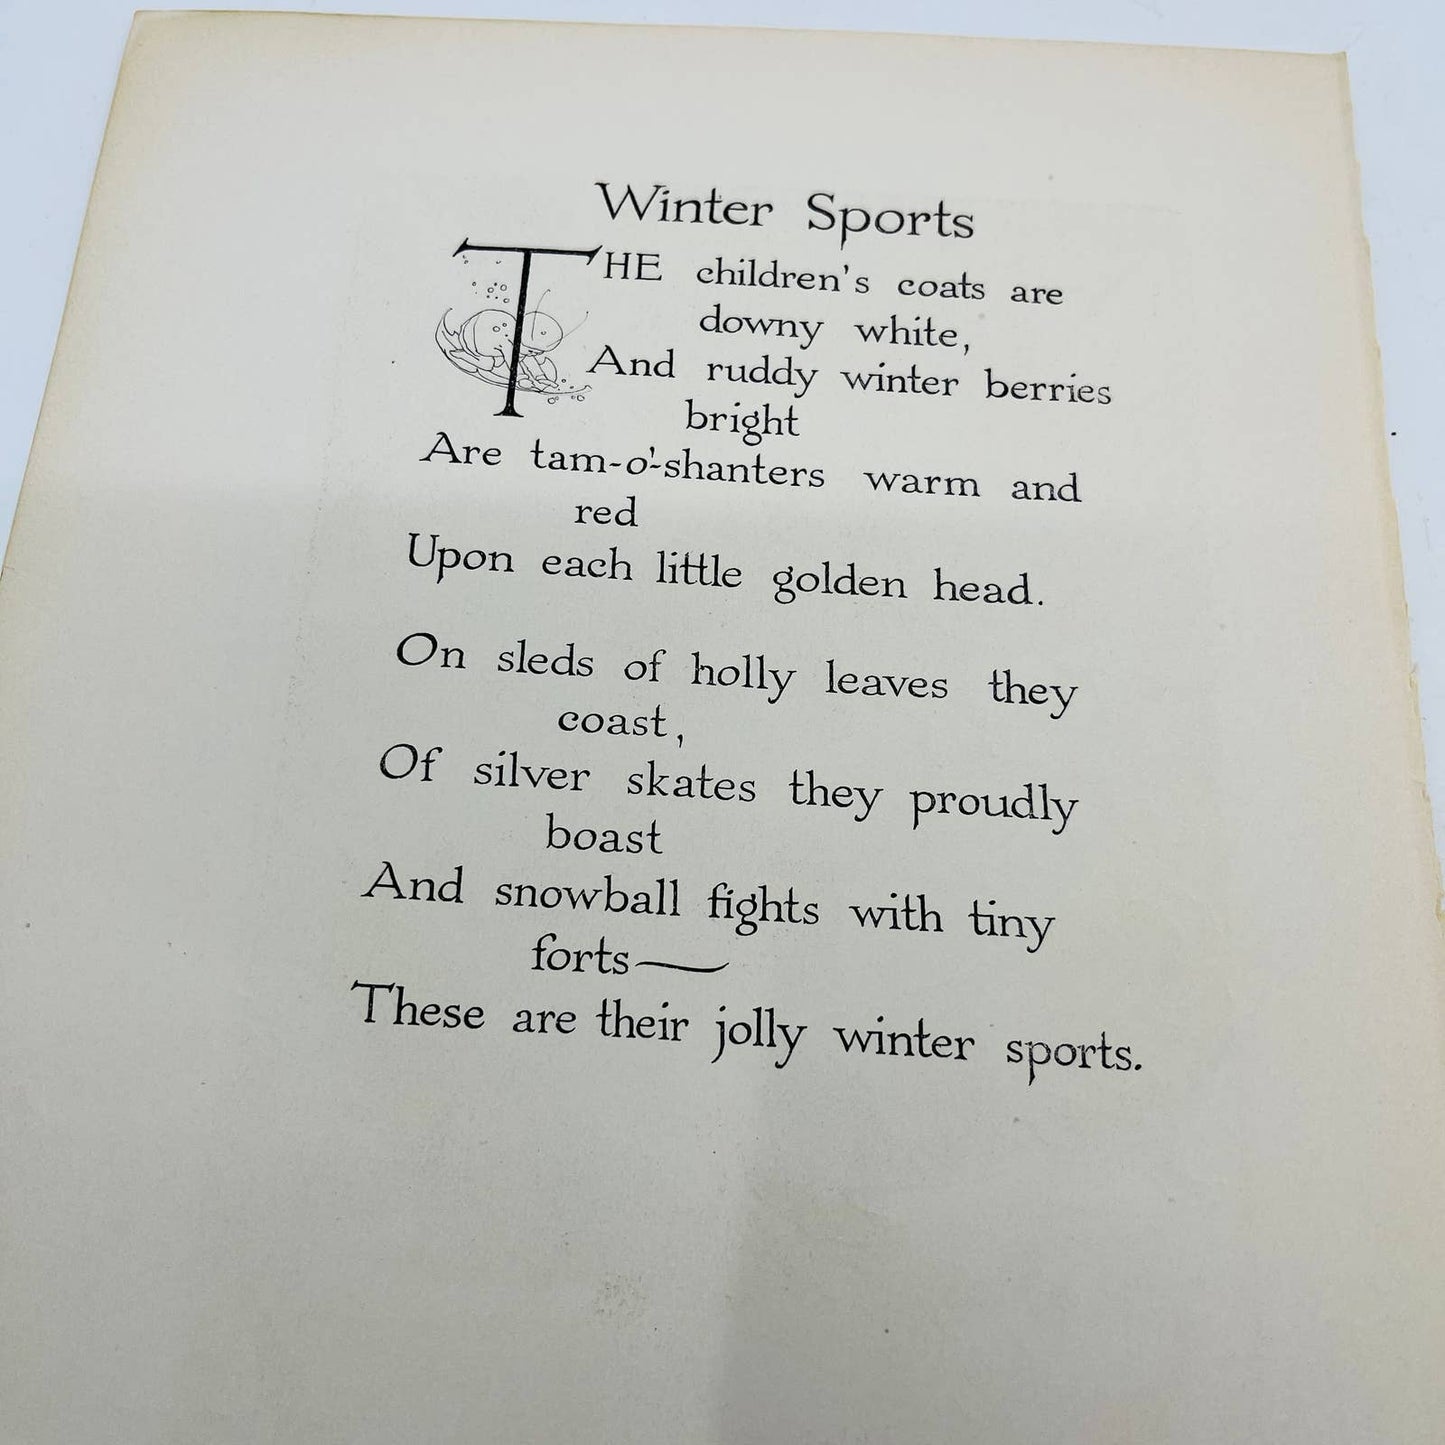 Winter Sports
THE children's coats are
downy white,
And ruddy winter berries
bright
Are tam-o'-shanters warm and
red
Upon each little golden head.
On sleds of holly leaves they
coast,
Of silver skates they proudly
boast
And snowball fights with tiny
forts—
These are their jolly winter sports.